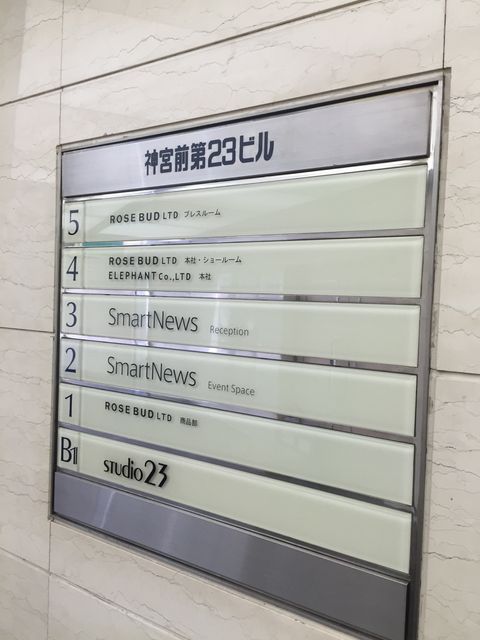 神宮前第23ビル
5 ROSE BUD LTD プレスルーム
4 ROSE BUD LTD 本社・ショールーム
ELEPHANT Co.,LTD 本社
3 SmartNews Reception
2 SmartNews Event Space
1 ROSE BUD LTD 商品部
B1 studio 23